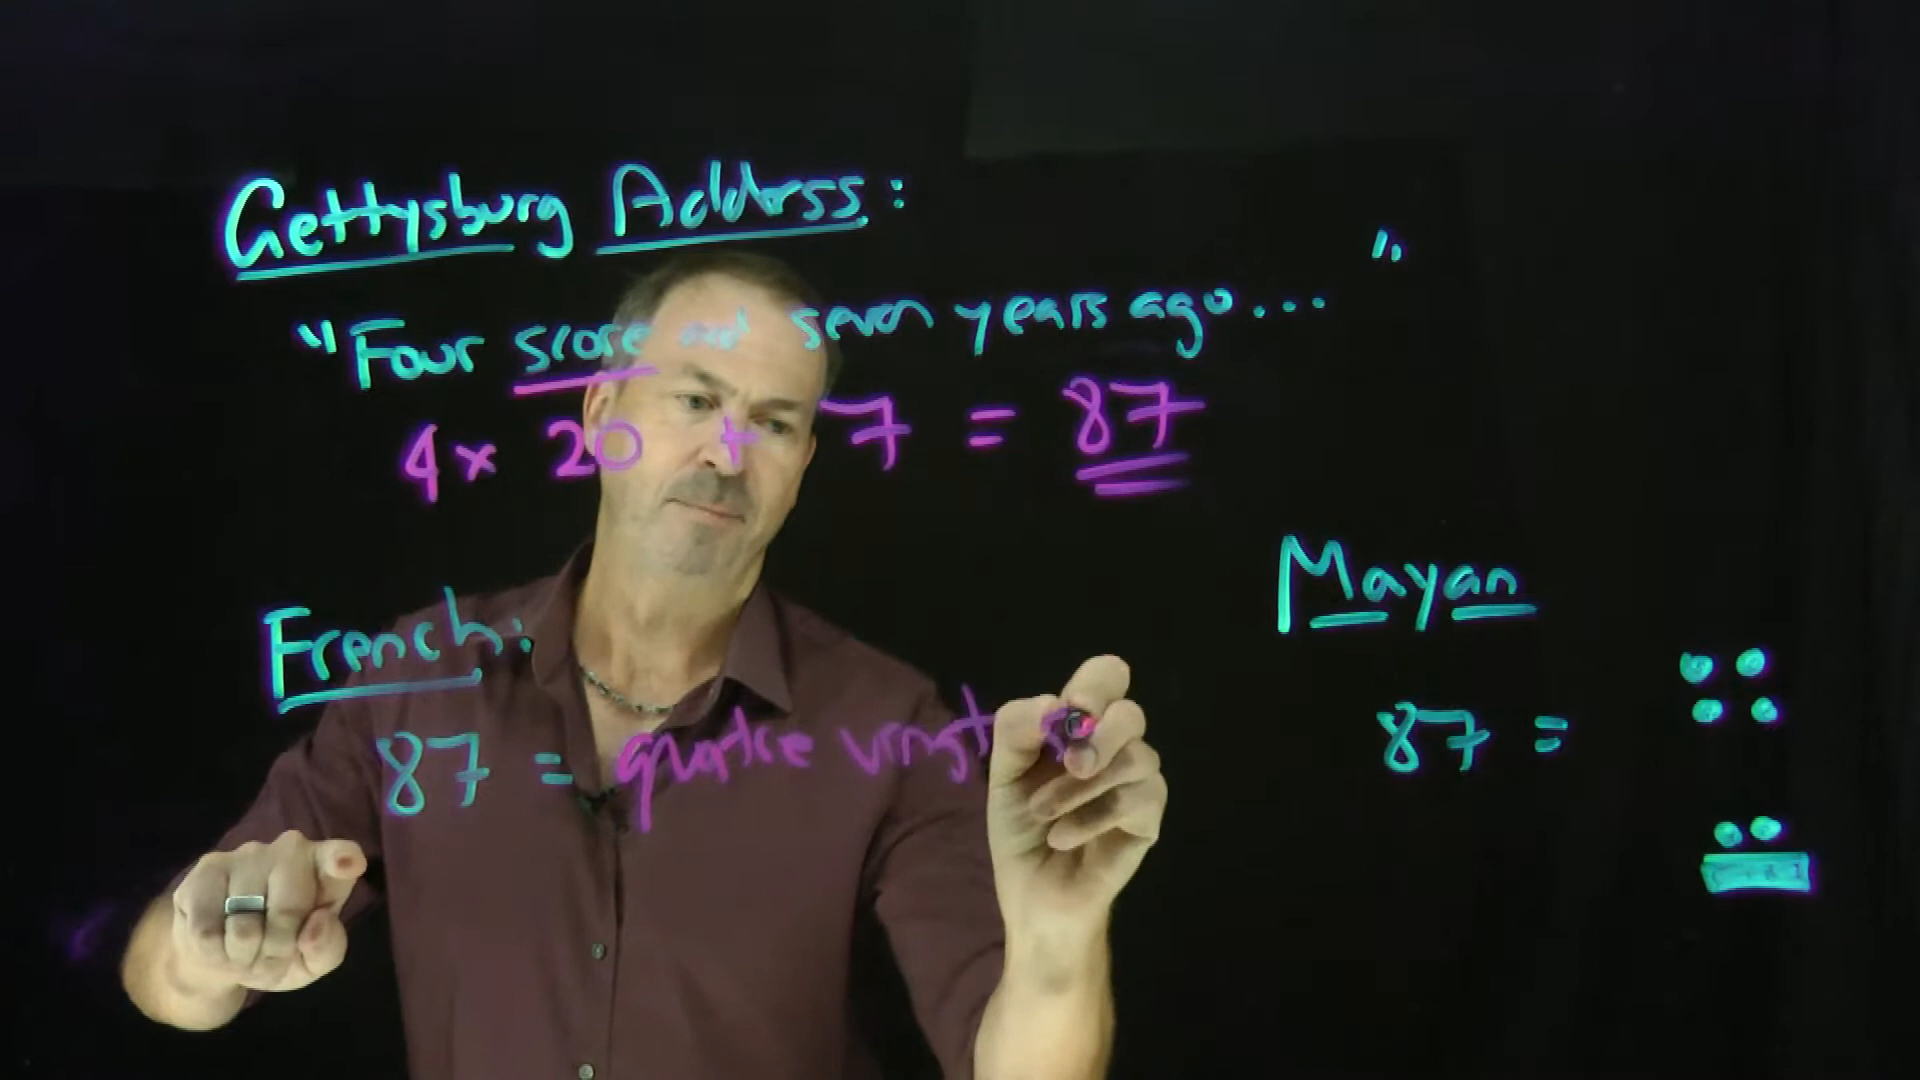 Gettysburg Address:
"Four score and seven years ago... "
4 x 20 + 7 = 87
French:
87 = quatre vingt s
Mayan
87 =